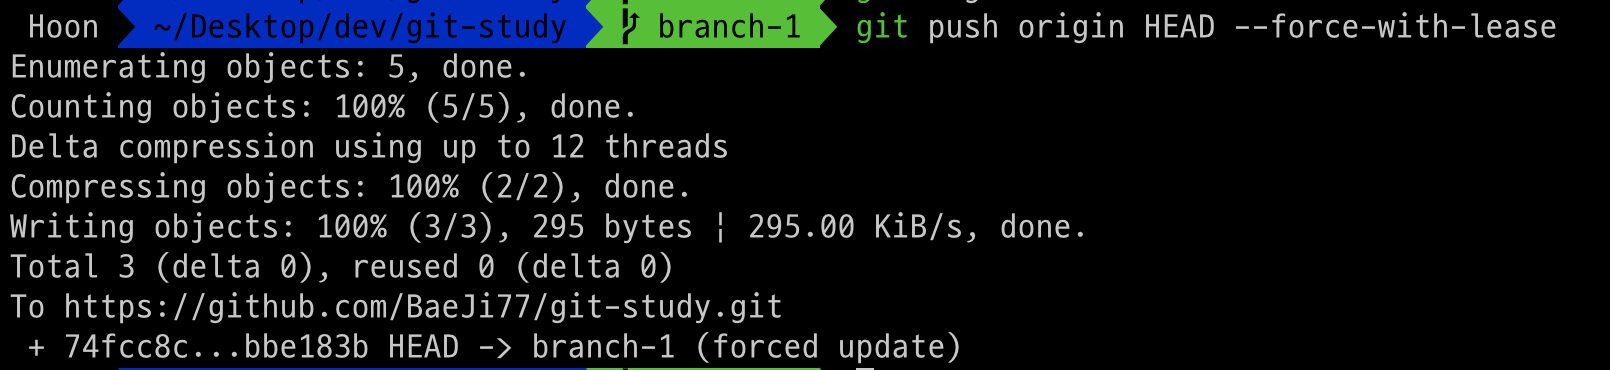 Hoon ~/Desktop/dev/git-study branch-1 git push origin HEAD --force-with-lease
Enumerating objects: 5, done.
Counting objects: 100% (5/5), done.
Delta compression using up to 12 threads
Compressing objects: 100% (2/2), done.
Writing objects: 100% (3/3), 295 bytes | 295.00 KiB/s, done.
Total 3 (delta 0), reused 0 (delta 0)
To https://github.com/BaeJi77/git-study.git
 + 74fcc8c...bbe183b HEAD -> branch-1 (forced update)